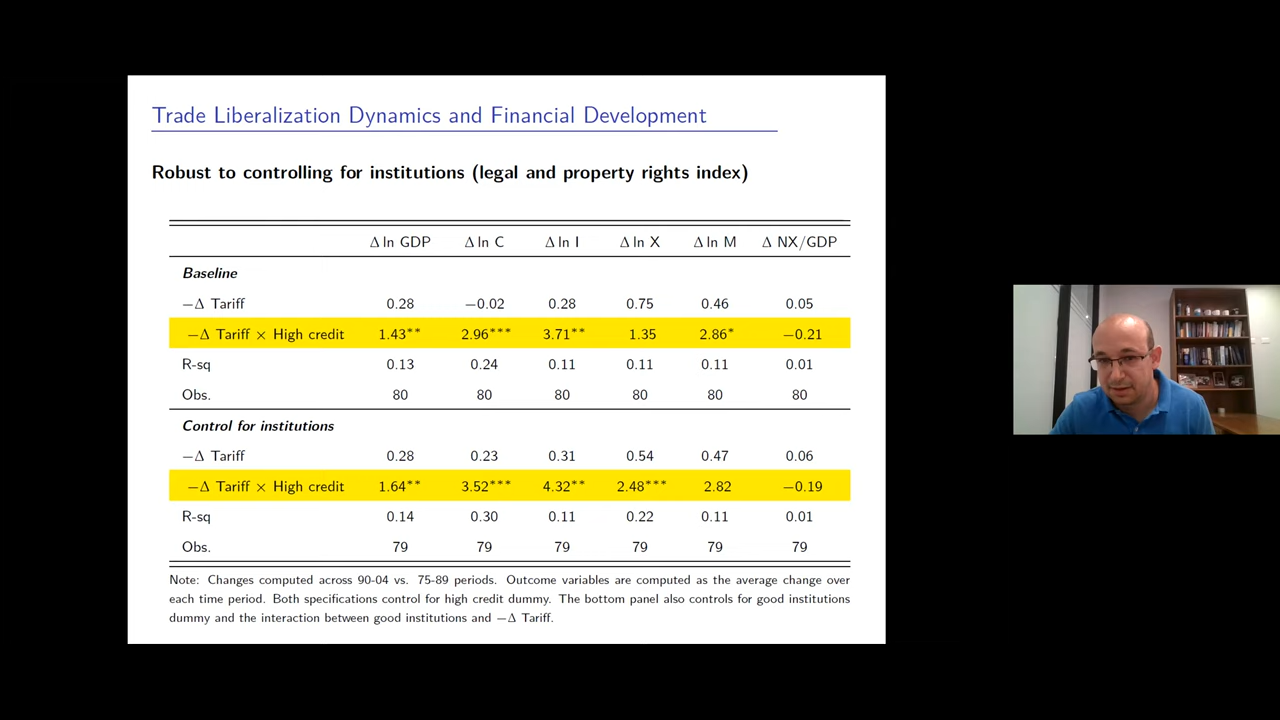 Trade Liberalization Dynamics and Financial Development
Robust to controlling for institutions (legal and property rights index)
Δ ln GDP Δ ln C Δ ln I Δ ln X Δ ln M Δ NX/GDP
Baseline
−Δ Tariff 0.28 −0.02 0.28 0.75 0.46 0.05
−Δ Tariff × High credit 1.43** 2.96*** 3.71** 1.35 2.86* −0.21
R-sq 0.13 0.24 0.11 0.11 0.11 0.01
Obs. 80 80 80 80 80 80
Control for institutions
−Δ Tariff 0.28 0.23 0.31 0.54 0.47 0.06
−Δ Tariff × High credit 1.64** 3.52*** 4.32** 2.48*** 2.82 −0.19
R-sq 0.14 0.30 0.11 0.22 0.11 0.01
Obs. 79 79 79 79 79 79
Note: Changes computed across 90-04 vs. 75-89 periods. Outcome variables are computed as the average change over
each time period. Both specifications control for high credit dummy. The bottom panel also controls for good institutions
dummy and the interaction between good institutions and −Δ Tariff.